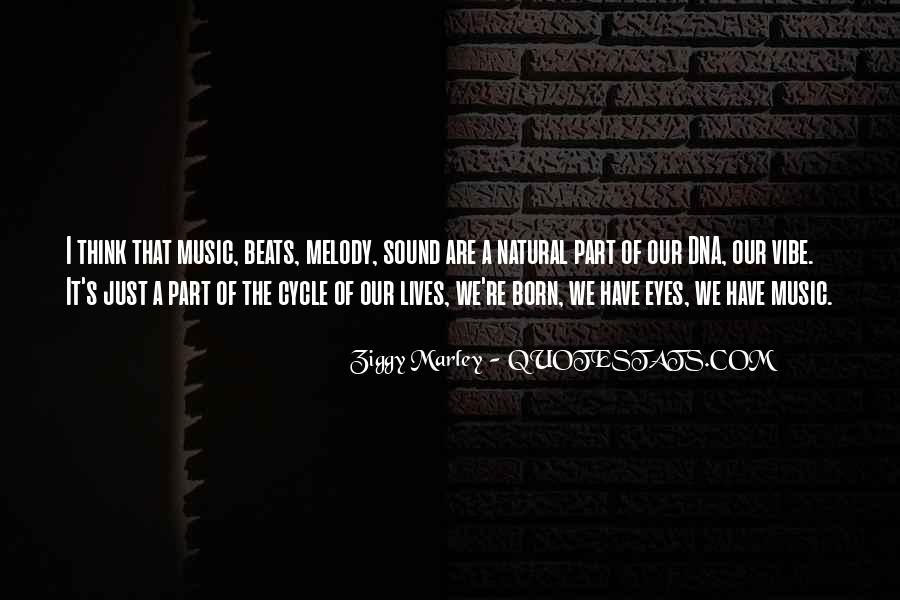 I think that music, beats, melody, sound are a natural part of our DNA, our vibe.
It's just a part of the cycle of our lives, we're born, we have eyes, we have music.
Ziggy Marley - QUOTESTATS.COM